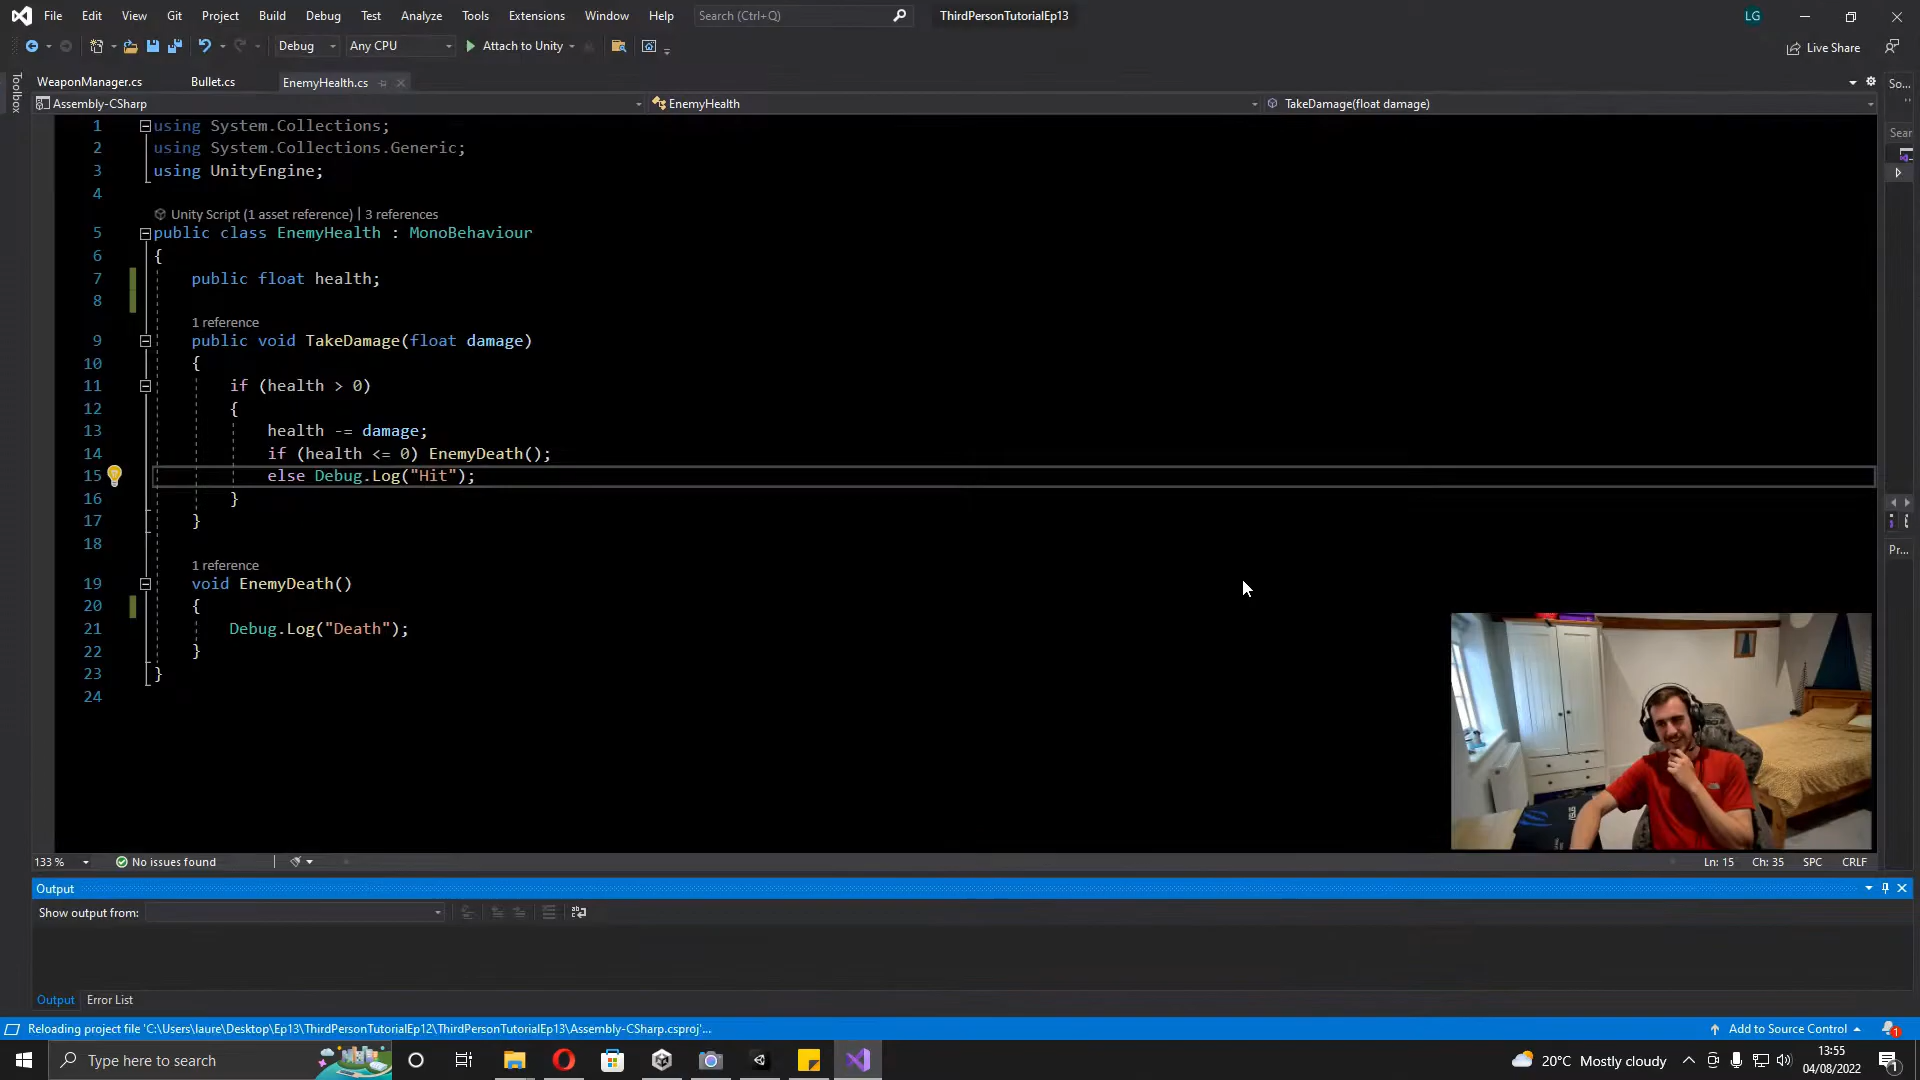 File Edit View Git Project Build Debug Test Analyze Tools Extensions Window Help Search (Ctrl+Q) ThirdPersonTutorialEp13 LG
Debug Any CPU Attach to Unity Live Share
Toolbox
WeaponManager.cs Bullet.cs EnemyHealth.cs So...
Assembly-CSharp EnemyHealth TakeDamage(float damage)
1 using System.Collections;
2 using System.Collections.Generic;
3 using UnityEngine;
4
Unity Script (1 asset reference) | 3 references
5 public class EnemyHealth : MonoBehaviour
6 {
7 public float health;
8
1 reference
9 public void TakeDamage(float damage)
10 {
11 if (health > 0)
12 {
13 health -= damage;
14 if (health <= 0) EnemyDeath();
15 else Debug.Log("Hit");
16 }
17 }
18
1 reference
19 void EnemyDeath()
20 {
21 Debug.Log("Death");
22 }
23 }
24
Sear
Pr...
133 % No issues found Ln: 15 Ch: 35 SPC CRLF
Output
Show output from:
Output Error List
Reloading project file 'C:\Users\laure\Desktop\Ep13\ThirdPersonTutorialEp12\ThirdPersonTutorialEp13\Assembly-CSharp.csproj'... Add to Source Control 1
Type here to search 20°C Mostly cloudy 13:55
04/08/2022 1